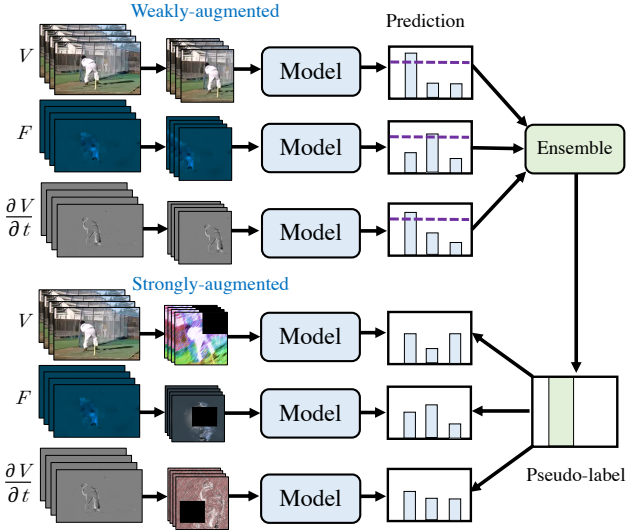 Weakly-augmented
Prediction
V
Model
F
Model
Ensemble
∂V
∂t
Model
Strongly-augmented
V
Model
F
Model
Pseudo-label
∂V
∂t
Model